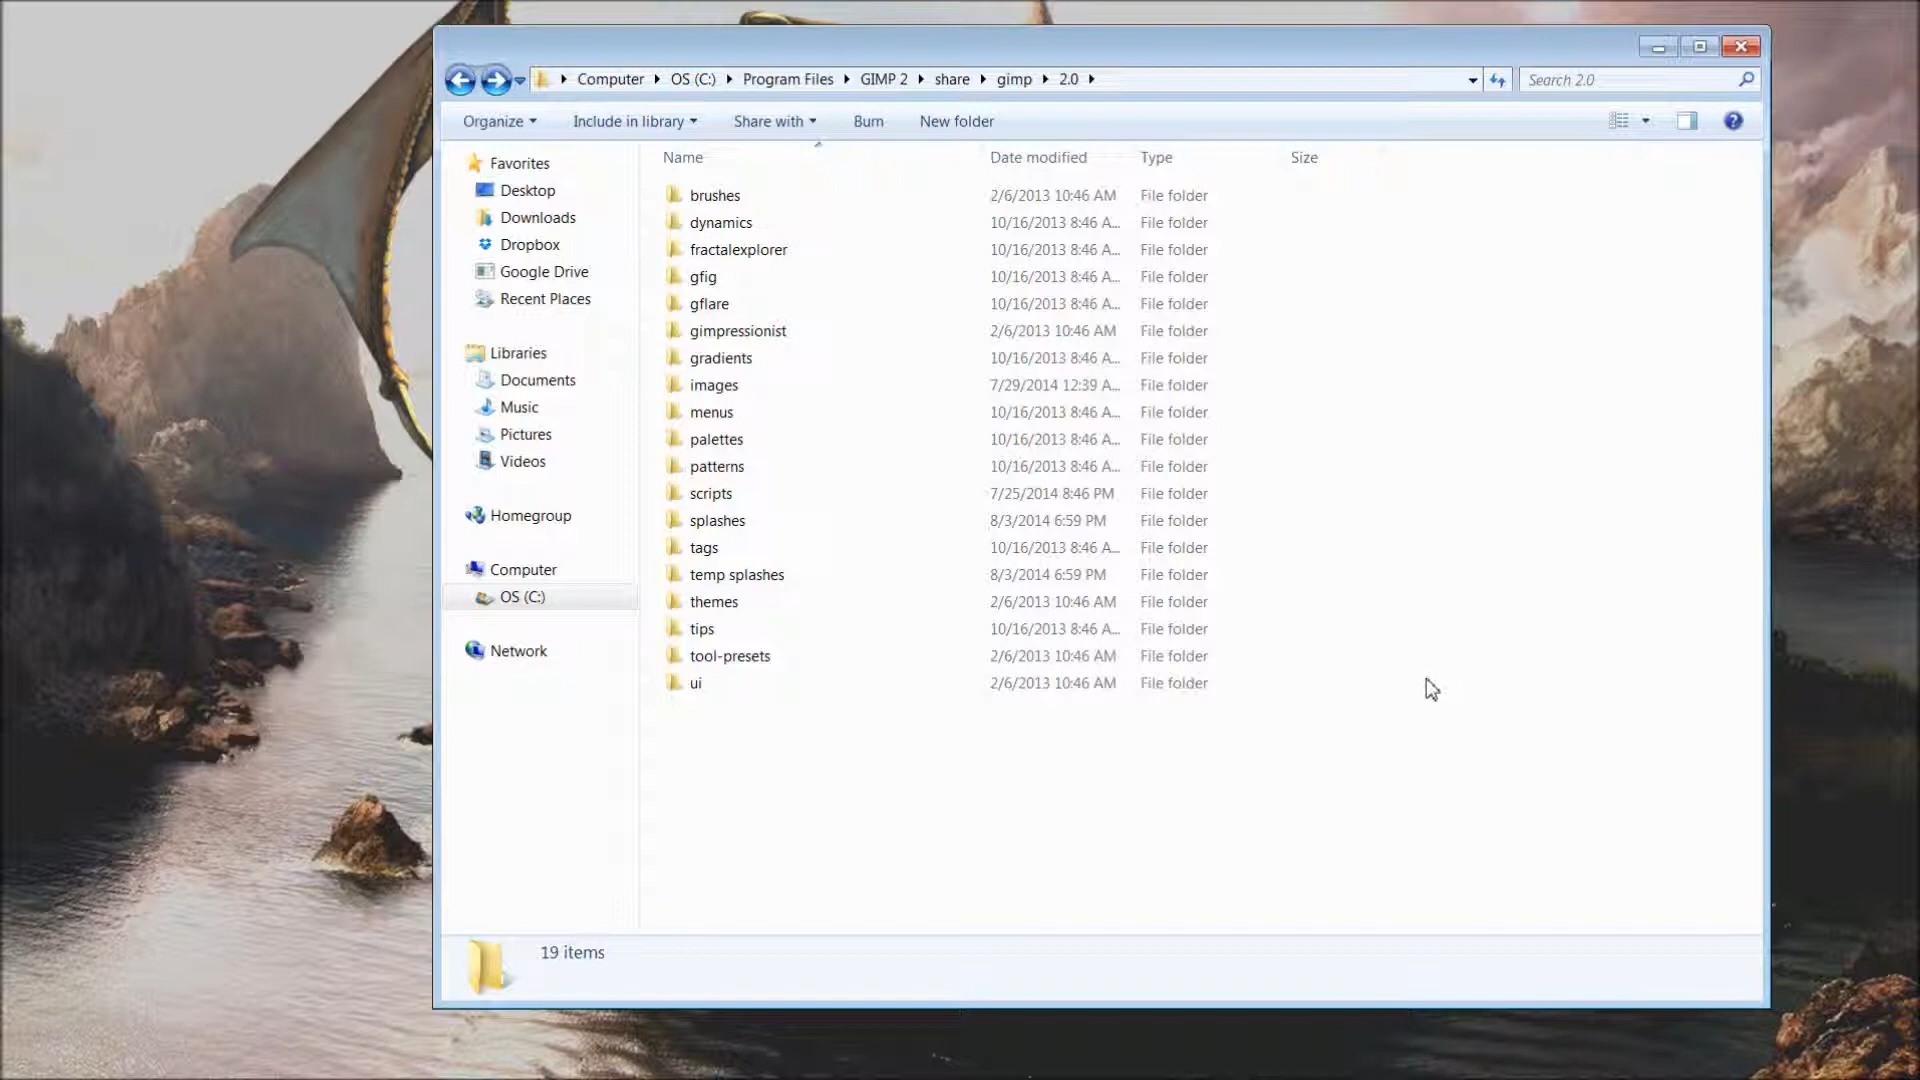 Computer OS (C:) Program Files GIMP 2 share gimp 2.0
Search 2.0
Organize Include in library Share with Burn New folder
Name Date modified Type Size
Favorites
Desktop
Downloads
Dropbox
Google Drive
Recent Places
Libraries
Documents
Music
Pictures
Videos
Homegroup
Computer
OS (C:)
Network
brushes 2/6/2013 10:46 AM File folder
dynamics 10/16/2013 8:46 A... File folder
fractalexplorer 10/16/2013 8:46 A... File folder
gfig 10/16/2013 8:46 A... File folder
gflare 10/16/2013 8:46 A... File folder
gimpressionist 2/6/2013 10:46 AM File folder
gradients 10/16/2013 8:46 A... File folder
images 7/29/2014 12:39 A... File folder
menus 10/16/2013 8:46 A... File folder
palettes 10/16/2013 8:46 A... File folder
patterns 10/16/2013 8:46 A... File folder
scripts 7/25/2014 8:46 PM File folder
splashes 8/3/2014 6:59 PM File folder
tags 10/16/2013 8:46 A... File folder
temp splashes 8/3/2014 6:59 PM File folder
themes 2/6/2013 10:46 AM File folder
tips 10/16/2013 8:46 A... File folder
tool-presets 2/6/2013 10:46 AM File folder
ui 2/6/2013 10:46 AM File folder
19 items